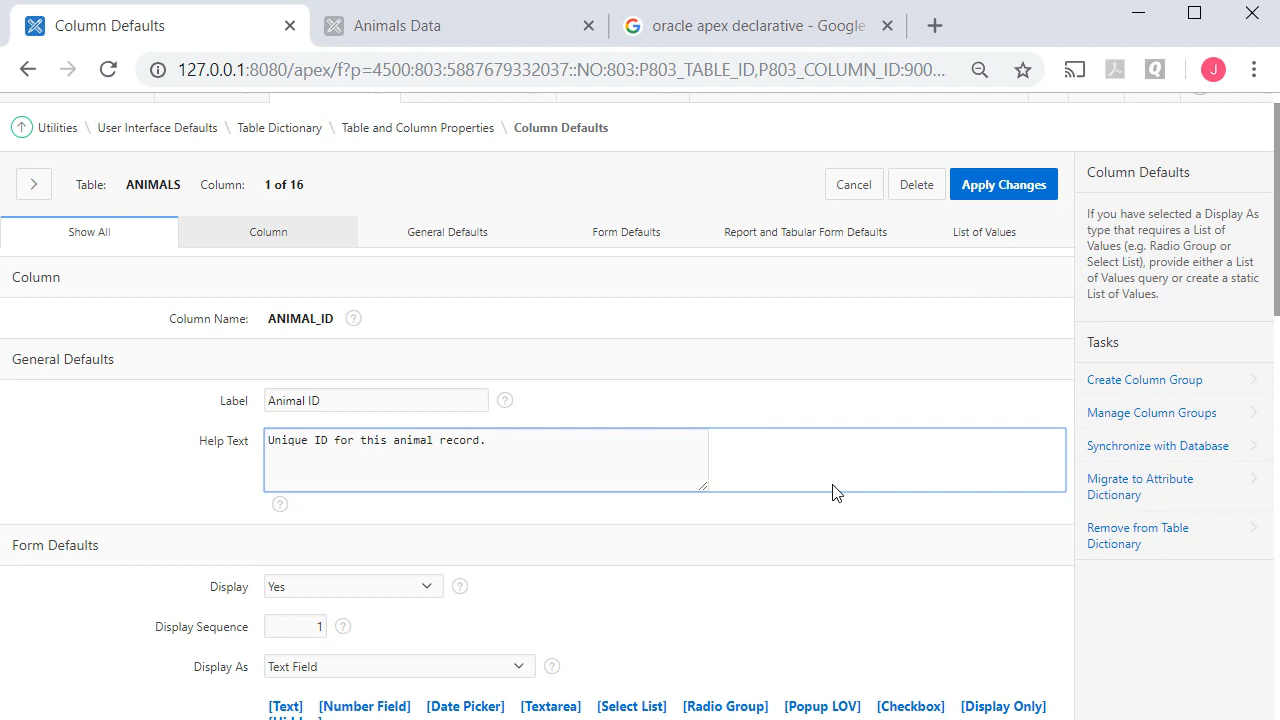 Column Defaults
Animals Data
oracle apex declarative - Google
127.0.0.1:8080/apex/f?p=4500:803:5887679332037::NO:803:P803_TABLE_ID,P803_COLUMN_ID:900...
J
Utilities \ User Interface Defaults \ Table Dictionary \ Table and Column Properties \ Column Defaults
Table: ANIMALS Column: 1 of 16
Cancel Delete Apply Changes
Show All Column General Defaults Form Defaults Report and Tabular Form Defaults List of Values
Column
Column Name: ANIMAL_ID ?
General Defaults
Label Animal ID ?
Help Text Unique ID for this animal record.
?
Form Defaults
Display Yes ?
Display Sequence 1 ?
Display As Text Field ?
[Text] [Number Field] [Date Picker] [Textarea] [Select List] [Radio Group] [Popup LOV] [Checkbox] [Display Only]
Column Defaults
If you have selected a Display As
type that requires a List of
Values (e.g. Radio Group or
Select List), provide either a List
of Values query or create a static
List of Values.
Tasks
Create Column Group
Manage Column Groups
Synchronize with Database
Migrate to Attribute
Dictionary
Remove from Table
Dictionary